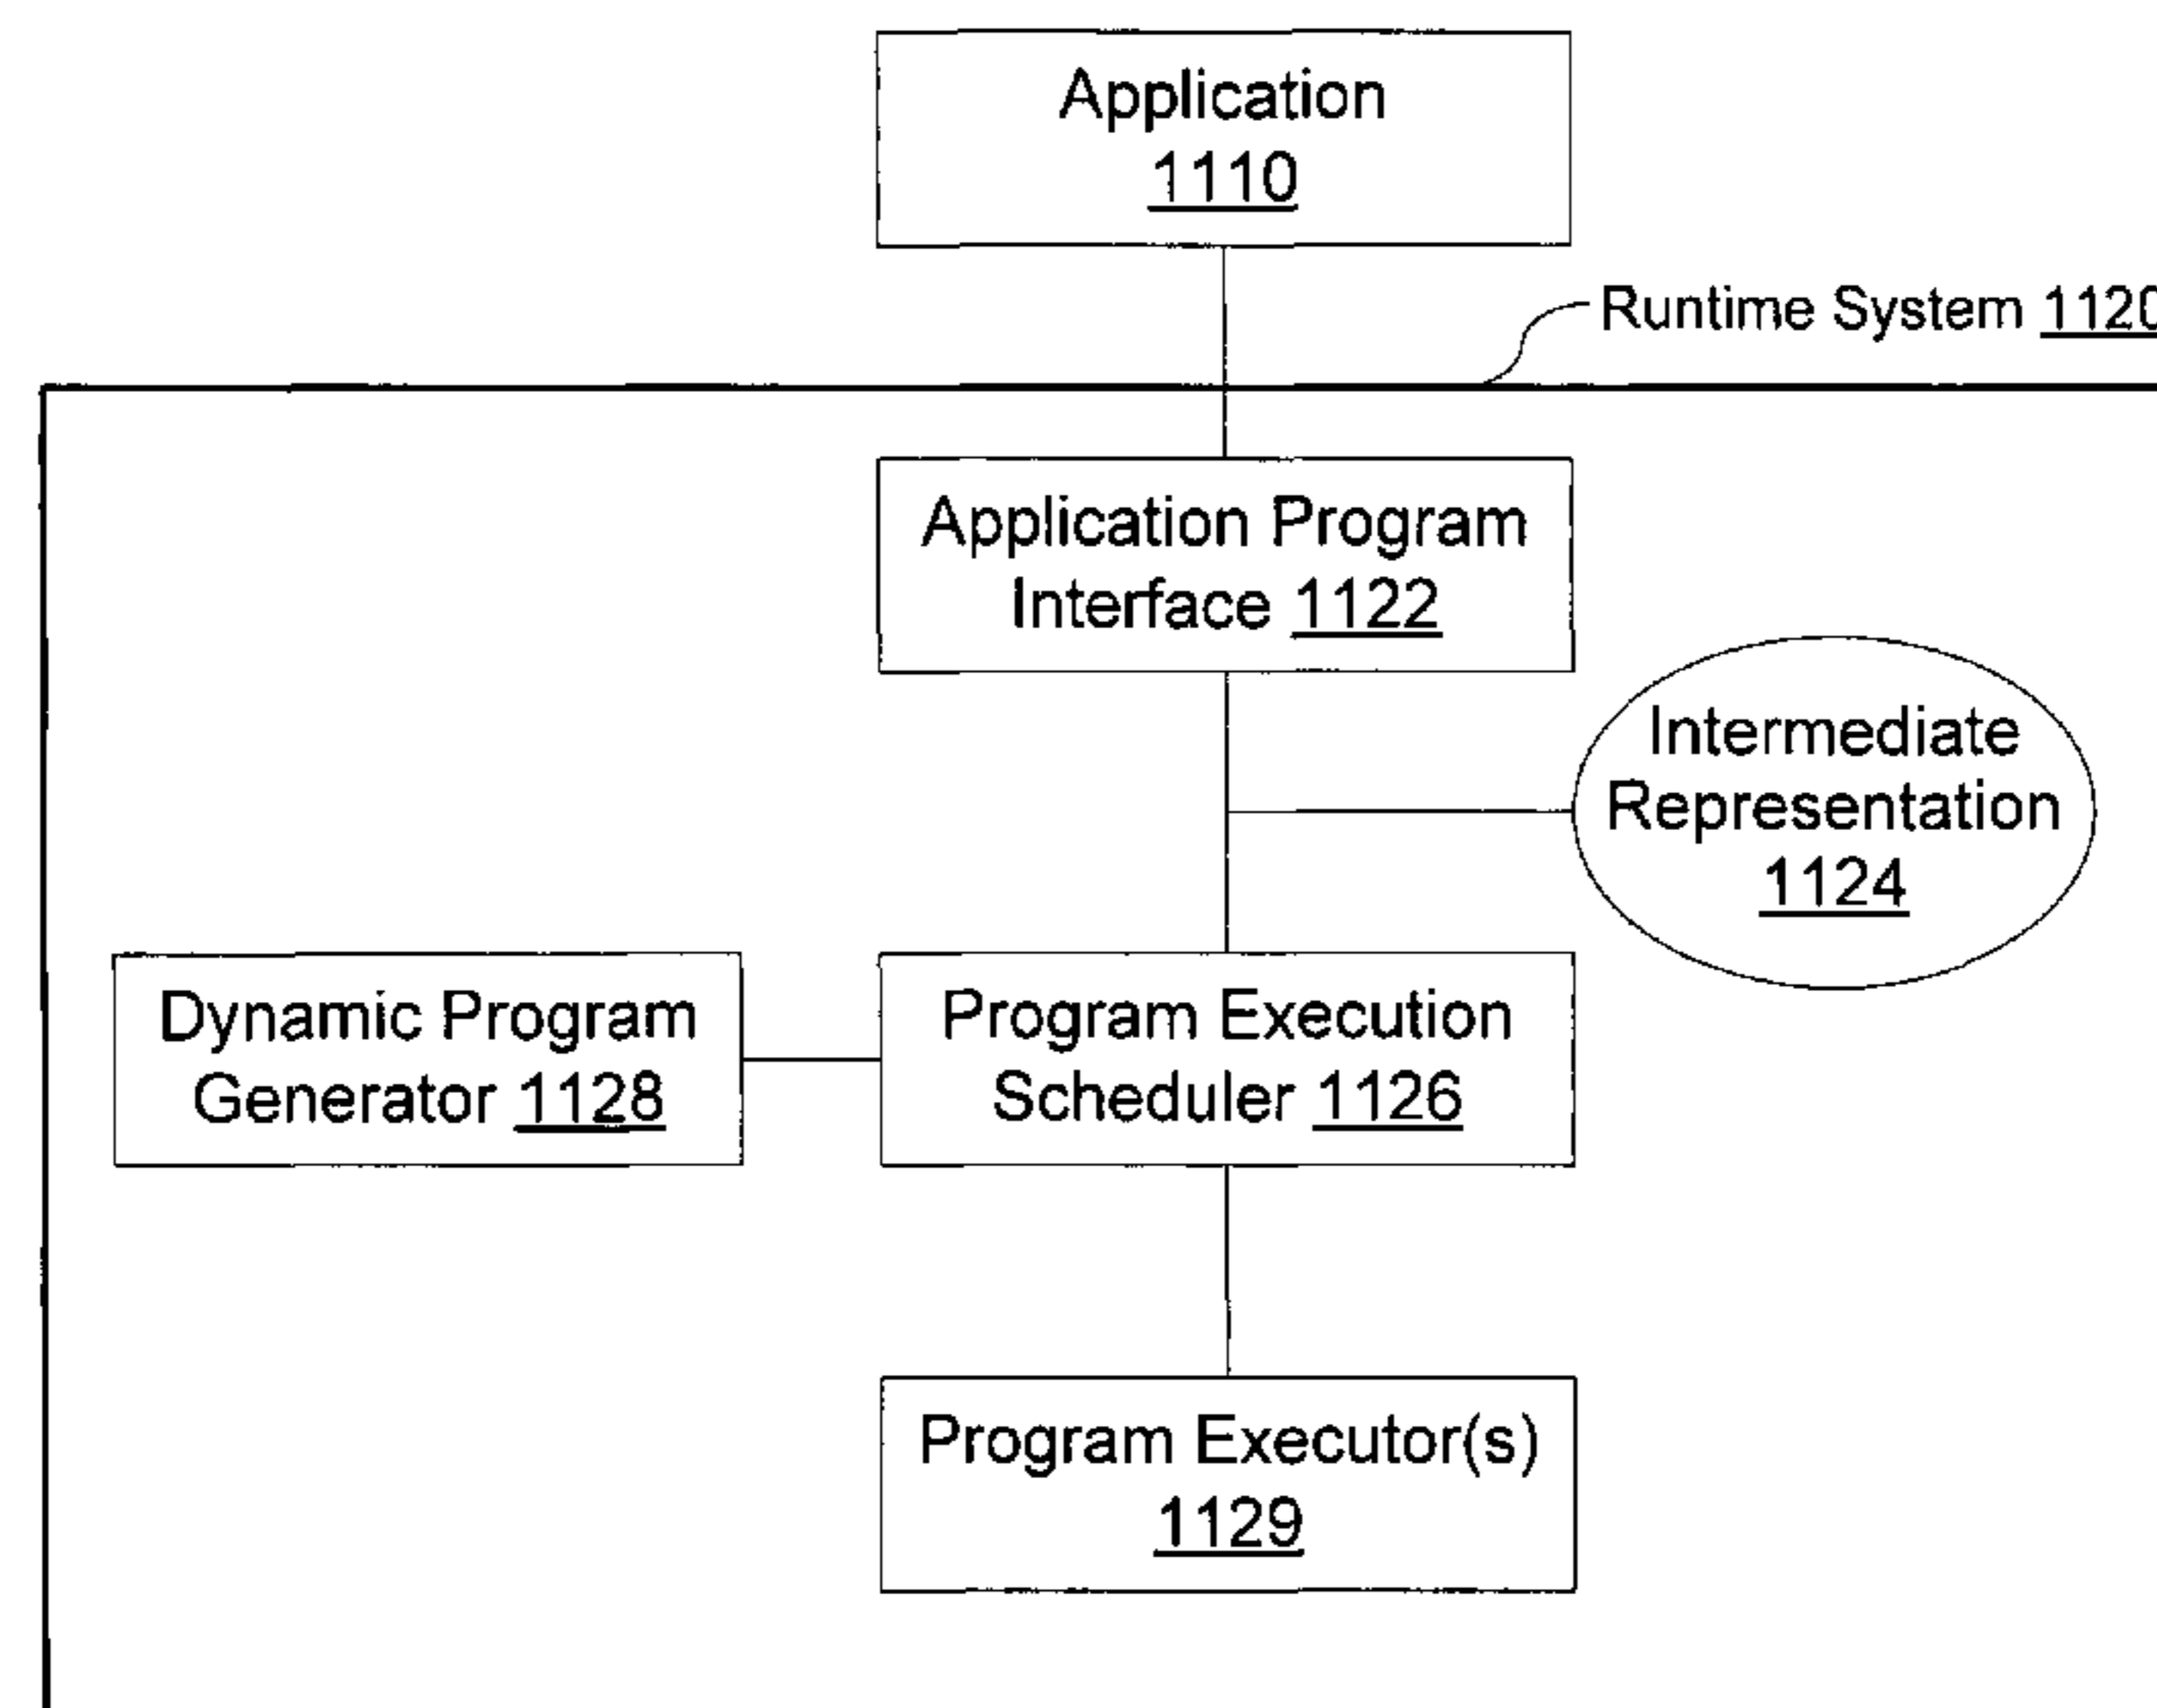 Application
1110
Runtime System 1120
Application Program
Interface 1122
Intermediate
Representation
1124
Dynamic Program
Generator 1128
Program Execution
Scheduler 1126
Program Executor(s)
1129